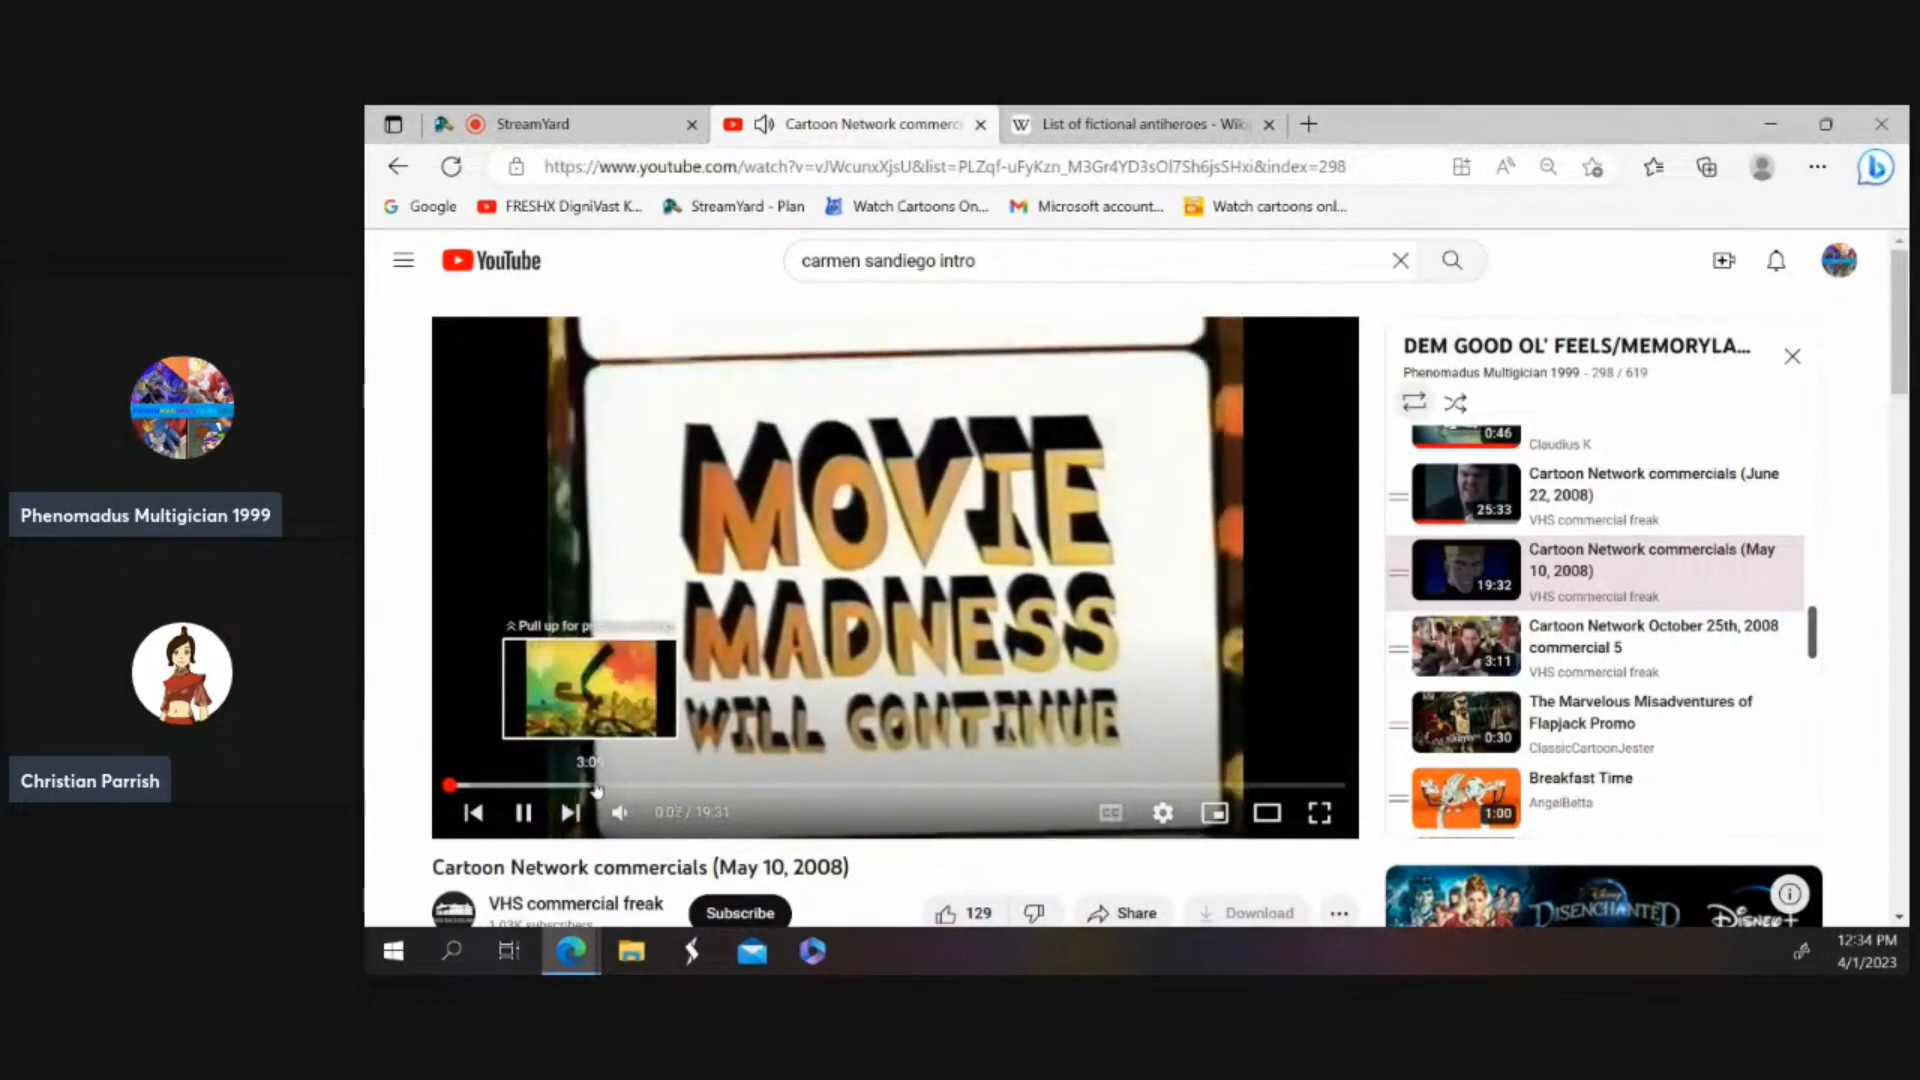 StreamYard
Cartoon Network commerc
List of fictional antiheroes - Wik
https://www.youtube.com/watch?v=vJWcunxXjsU&list=PLZqf-uFyKzn_M3Gr4YD3sOl7Sh6jsSHxi&index=298
Google
FRESHX DigniVast K...
StreamYard - Plan
Watch Cartoons On...
Microsoft account...
Watch cartoons onl...
YouTube
carmen sandiego intro
MOVIE
MADNESS
WILL CONTINUE
Pull up for
3:09
0:02 / 19:31
CC
DEM GOOD OL' FEELS/MEMORYLA...
Phenomadus Multigician 1999 - 298 / 619
0:46
Claudius K
Cartoon Network commercials (June
22, 2008)
25:33
VHS commercial freak
Cartoon Network commercials (May
10, 2008)
19:32
VHS commercial freak
Cartoon Network October 25th, 2008
commercial 5
3:11
VHS commercial freak
The Marvelous Misadventures of
Flapjack Promo
0:30
ClassicCartoonJester
Breakfast Time
AngelBetta
1:00
Cartoon Network commercials (May 10, 2008)
VHS commercial freak
1.03K subscribers
Subscribe
129
Share
Download
Disney
DISENCHANTED
Disney+
12:34 PM
4/1/2023
Phenomadus Multigician 1999
Christian Parrish